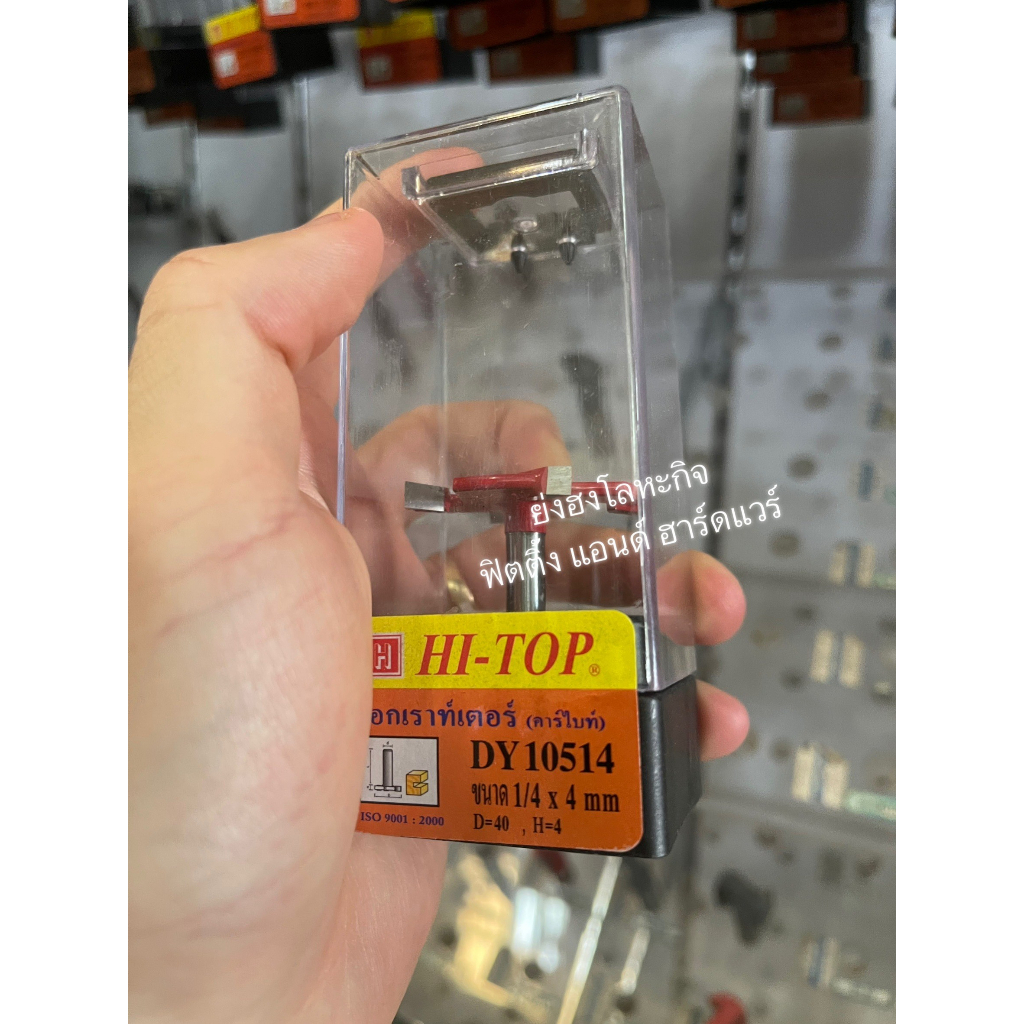 ย่งฮงโลหะกิจ
ฟิตติ้ง แอนด์ ฮาร์ดแวร์
H HI-TOP®
อกเราท์เตอร์ (คาร์ไบท์)
DY 10514
ขนาด 1/4 x 4 mm
ISO 9001 : 2000
D=40 , H=4